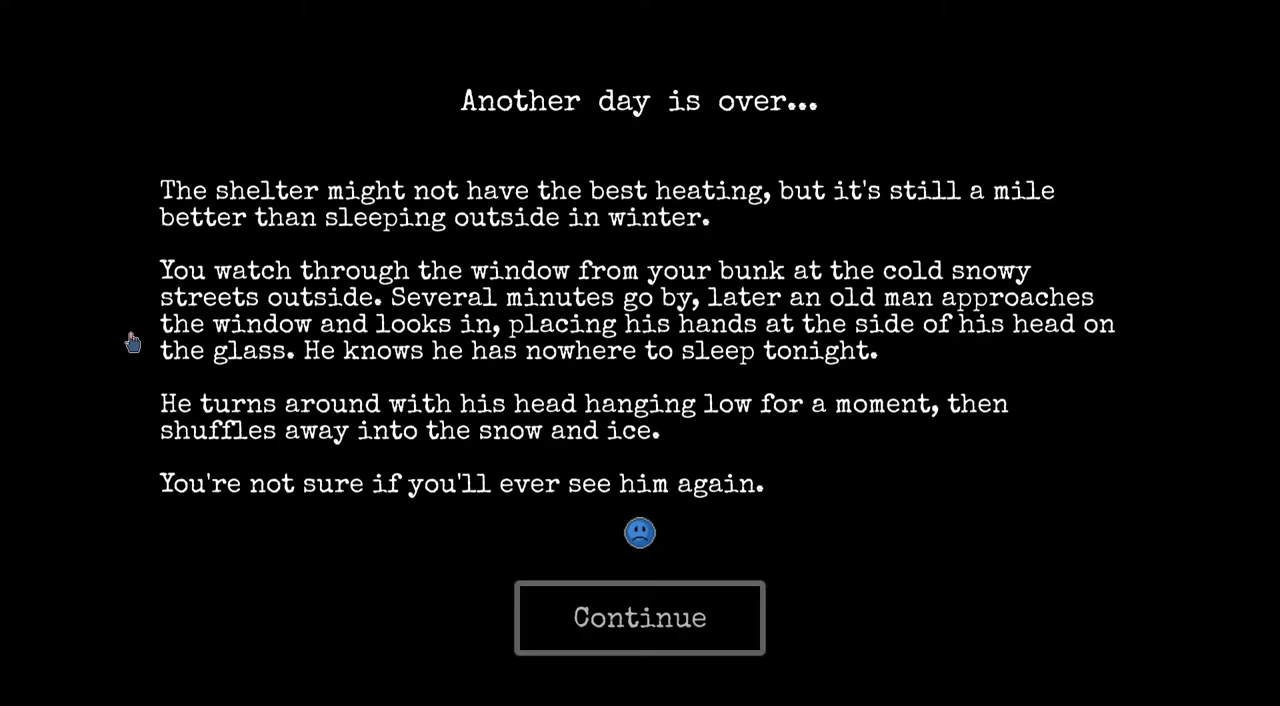 Another day is over...
The shelter might not have the best heating, but it's still a mile
better than sleeping outside in winter.
You watch through the window from your bunk at the cold snowy
streets outside. Several minutes go by, later an old man approaches
the window and looks in, placing his hands at the side of his head on
the glass. He knows he has nowhere to sleep tonight.
He turns around with his head hanging low for a moment, then
shuffles away into the snow and ice.
You're not sure if you'll ever see him again.
Continue